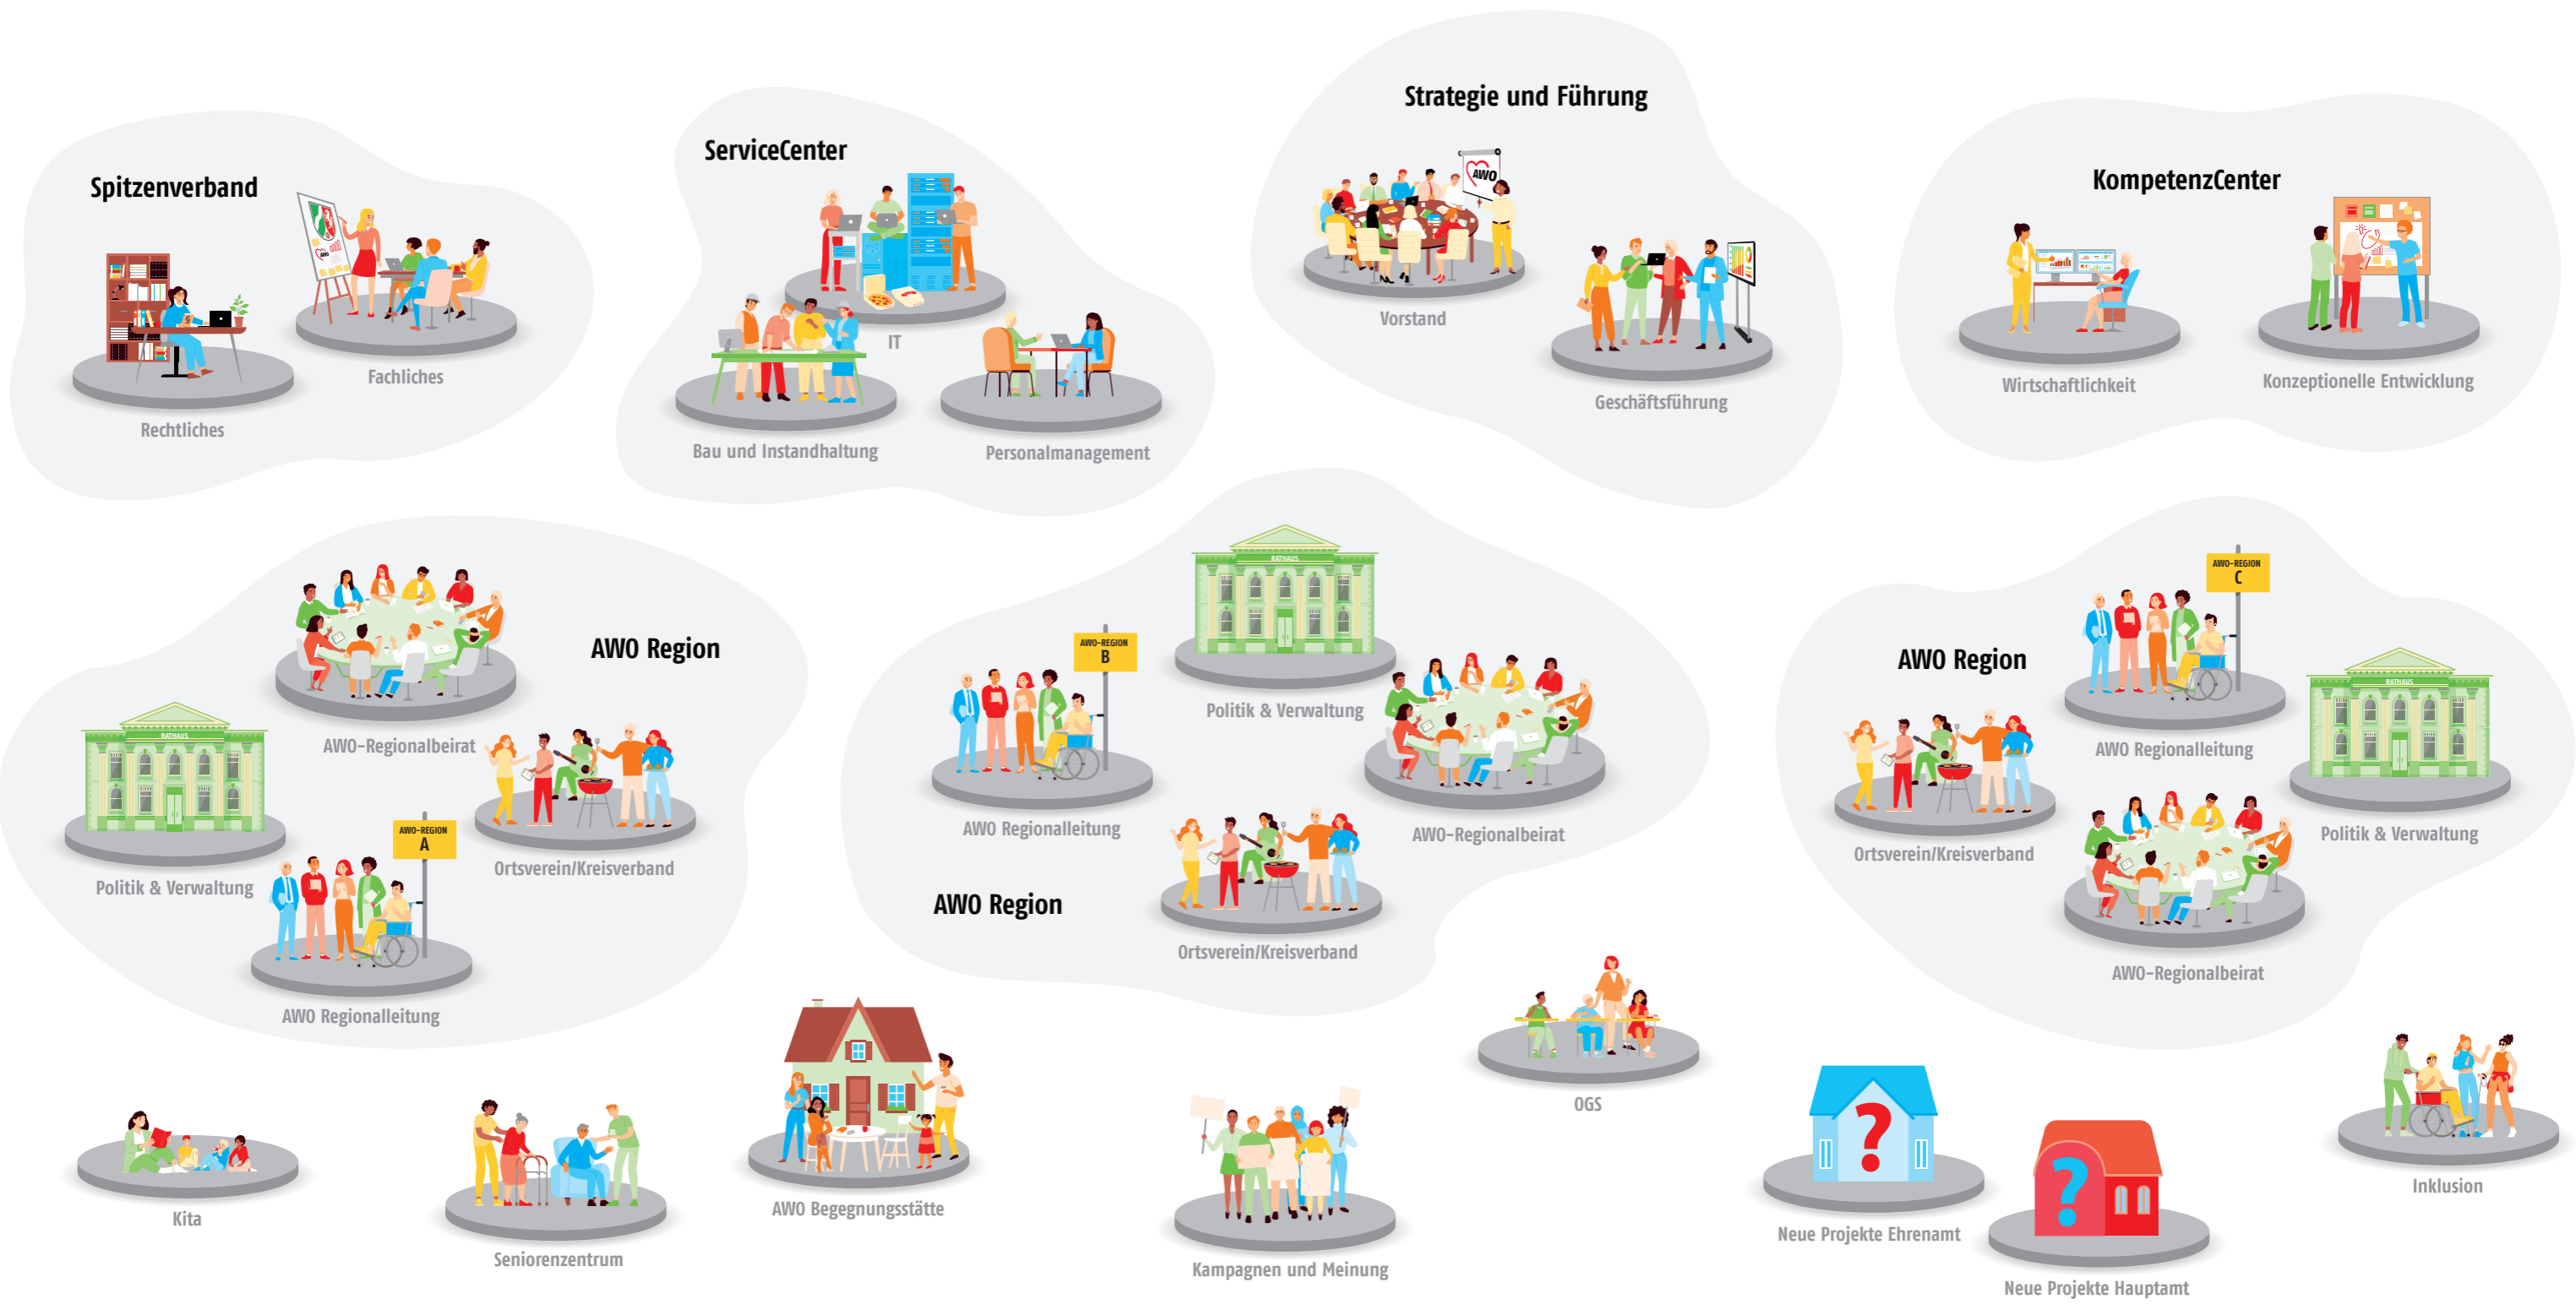 Spitzenverband
AWO
Rechtliches
Fachliches
ServiceCenter
IT
Bau und Instandhaltung
Personalmanagement
Strategie und Führung
AWO
Vorstand
Geschäftsführung
KompetenzCenter
Wirtschaftlichkeit
Konzeptionelle Entwicklung
AWO Region
AWO-Regionalbeirat
RATHAUS
Politik & Verwaltung
Ortsverein/Kreisverband
AWO-REGION
A
AWO Regionalleitung
RATHAUS
Politik & Verwaltung
AWO-REGION
B
AWO Regionalleitung
AWO-Regionalbeirat
AWO Region
Ortsverein/Kreisverband
AWO-REGION
C
AWO Region
AWO Regionalleitung
RATHAUS
Politik & Verwaltung
Ortsverein/Kreisverband
AWO-Regionalbeirat
Kita
Seniorenzentrum
AWO Begegnungsstätte
Kampagnen und Meinung
OGS
Neue Projekte Ehrenamt
?
Neue Projekte Hauptamt
?
Inklusion